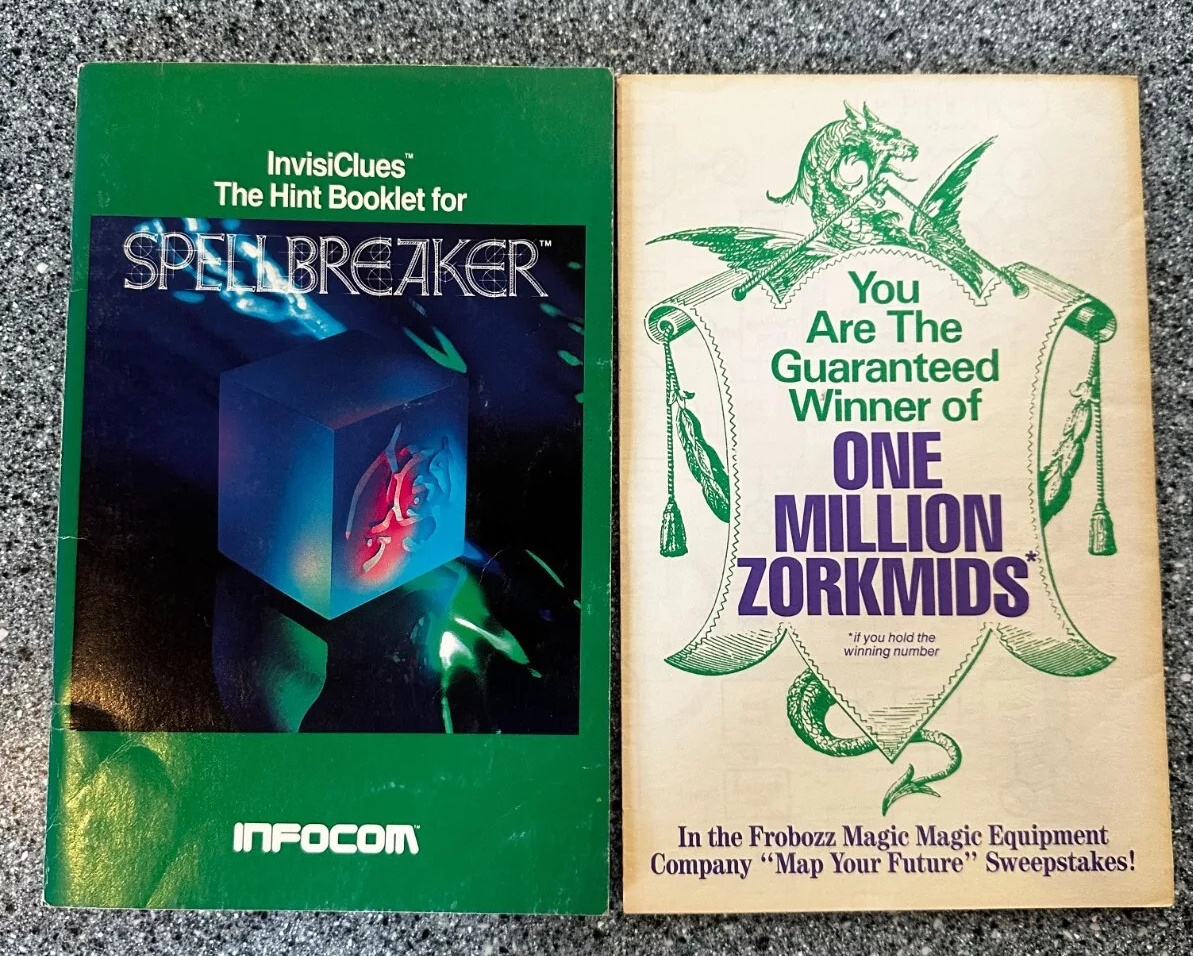 InvisiClues™
The Hint Booklet for
SPELLBREAKER™
INFOCOM™
You
Are The
Guaranteed
Winner of
ONE
MILLION
ZORKMIDS*
*if you hold the
winning number
In the Frobozz Magic Magic Equipment
Company “Map Your Future” Sweepstakes!